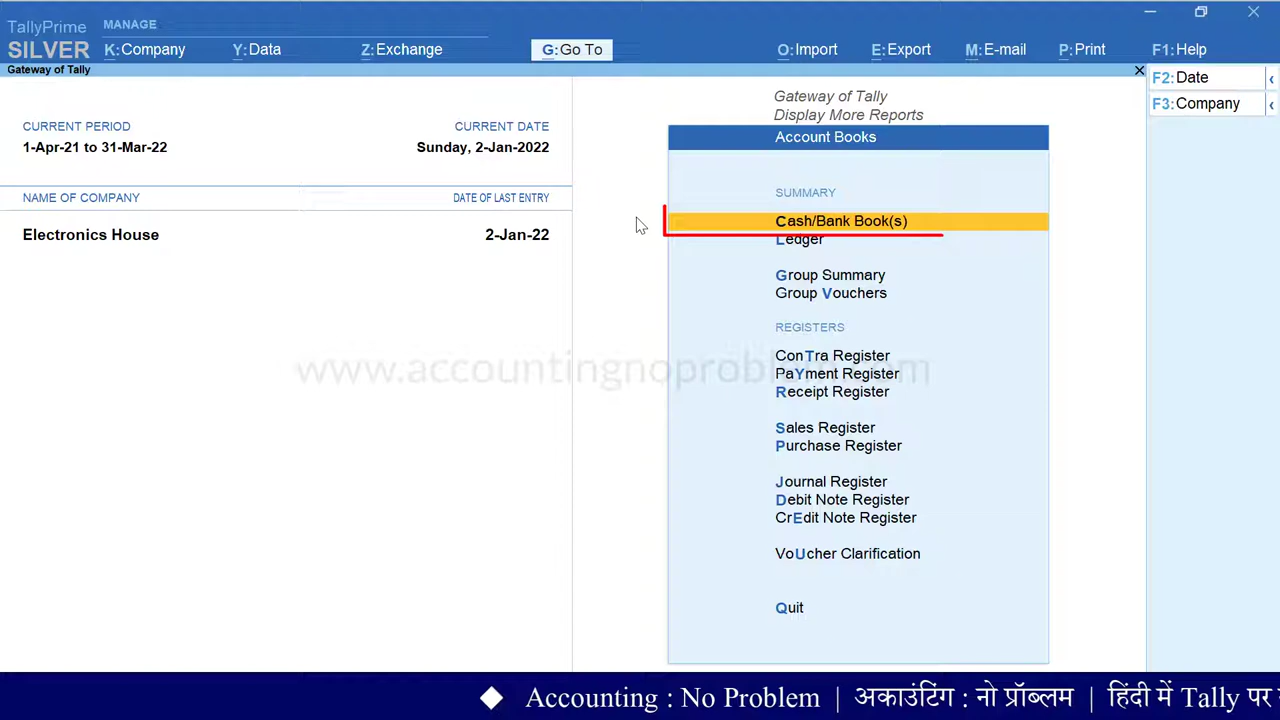 TallyPrime
MANAGE
SILVER
K:Company
Y:Data
Z:Exchange
G:Go To
O:Import
E:Export
M:E-mail
P:Print
F1:Help
Gateway of Tally
F2:Date
F3:Company
CURRENT PERIOD
CURRENT DATE
1-Apr-21 to 31-Mar-22
Sunday, 2-Jan-2022
NAME OF COMPANY
DATE OF LAST ENTRY
Electronics House
2-Jan-22
Gateway of Tally
Display More Reports
Account Books
SUMMARY
Cash/Bank Book(s)
Ledger
Group Summary
Group Vouchers
REGISTERS
ConTra Register
PaYment Register
Receipt Register
Sales Register
Purchase Register
Journal Register
Debit Note Register
CrEdit Note Register
VoUcher Clarification
Quit
www.accountingnoproblem.com
Accounting : No Problem | अकाउंटिंग : नो प्रॉब्लम | हिंदी में Tally पर